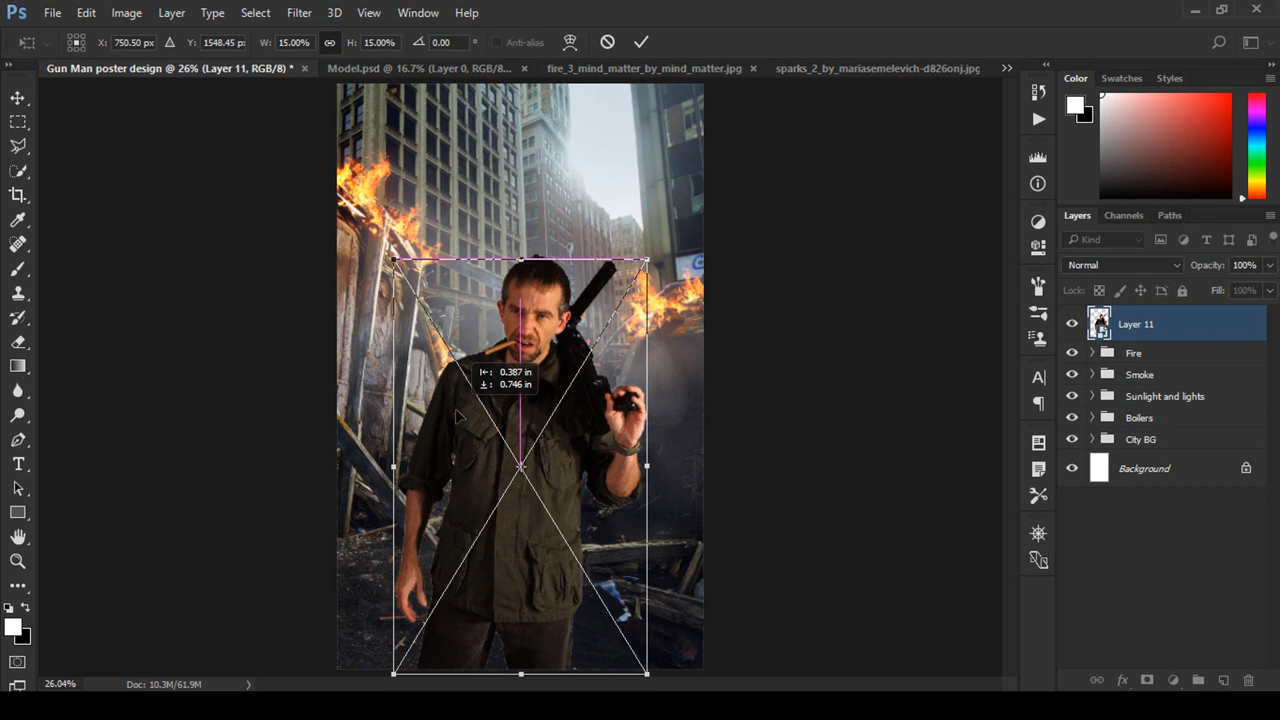 Ps File Edit Image Layer Type Select Filter 3D View Window Help
X: 750.50 px Y: 1548.45 px W: 15.00% H: 15.00% 0.00 ° Anti-alias
Gun Man poster design @ 26% (Layer 11, RGB/8) * × Model.psd @ 16.7% (Layer 0, RGB/8... × fire_3_mind_matter_by_mind_matter.jpg × sparks_2_by_mariasemelevich-d826onj.jpg
Color Swatches Styles
Layers Channels Paths
Kind
Normal Opacity: 100%
Lock: Fill: 100%
Layer 11
Fire
Smoke
Sunlight and lights
Boilers
City BG
Background
0.387 in
0.746 in
26.04% Doc: 10.3M/61.9M